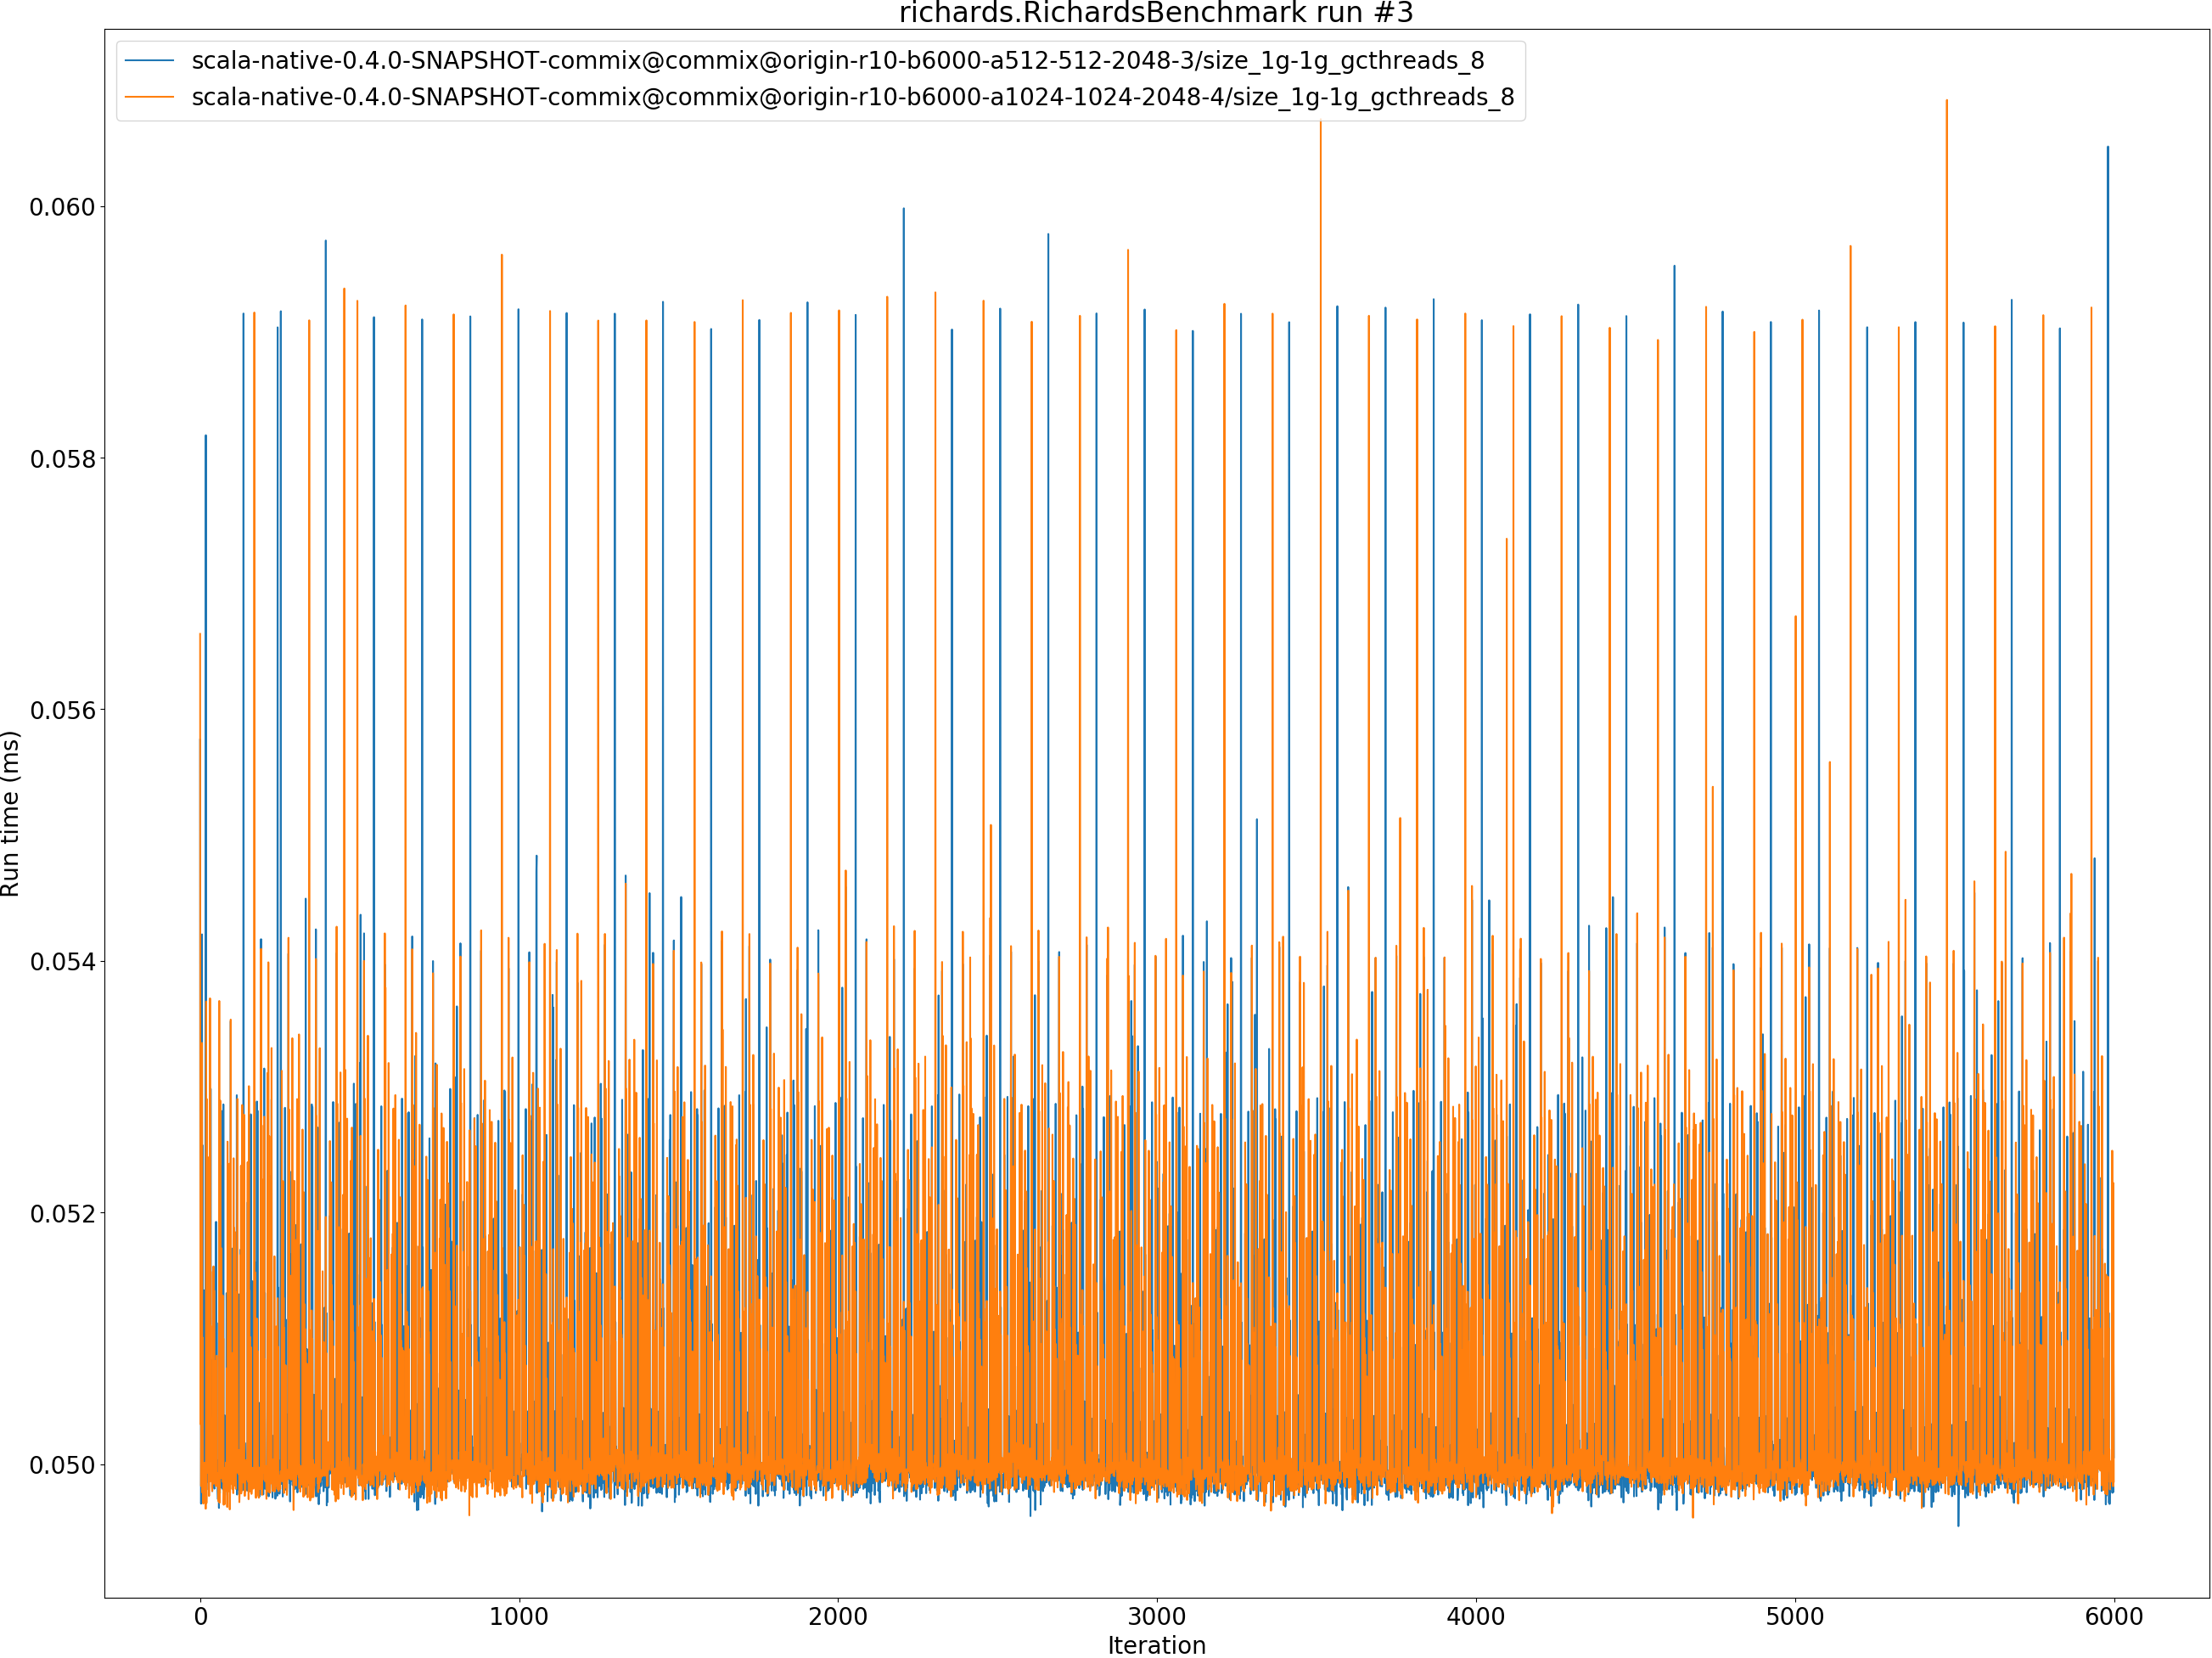 richards.RichardsBenchmark run #3
scala-native-0.4.0-SNAPSHOT-commix@commix@origin-r10-b6000-a512-512-2048-3/size_1g-1g_gcthreads_8
scala-native-0.4.0-SNAPSHOT-commix@commix@origin-r10-b6000-a1024-1024-2048-4/size_1g-1g_gcthreads_8
0.060
0.058
0.056
0.054
0.052
0.050
Run time (ms)
0 1000 2000 3000 4000 5000 6000
Iteration